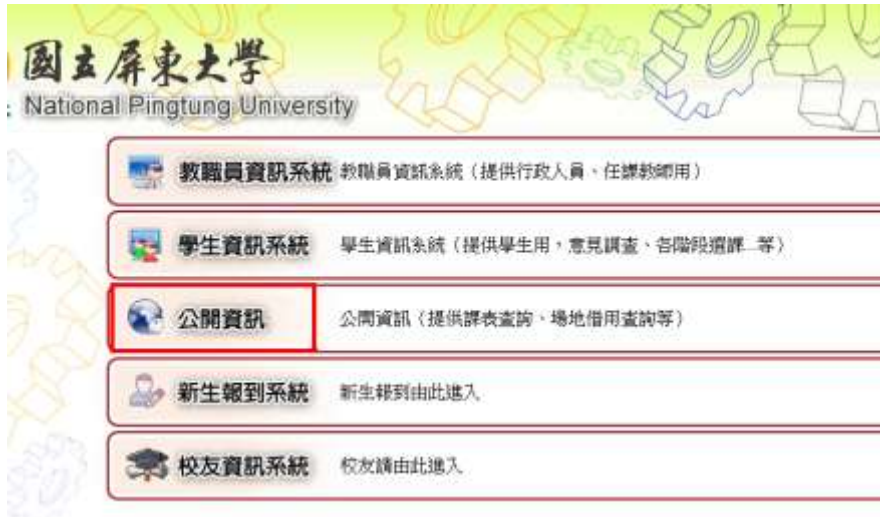 國立屏東大學
National Pingtung University
教職員資訊系統 教職員資訊系統（提供行政人員、任課教師用）
學生資訊系統 學生資訊系統（提供學生用，意見調查、各階段選課...等）
公開資訊 公開資訊（提供課表查詢、場地借用查詢等）
新生報到系統 新生報到由此進入
校友資訊系統 校友請由此進入